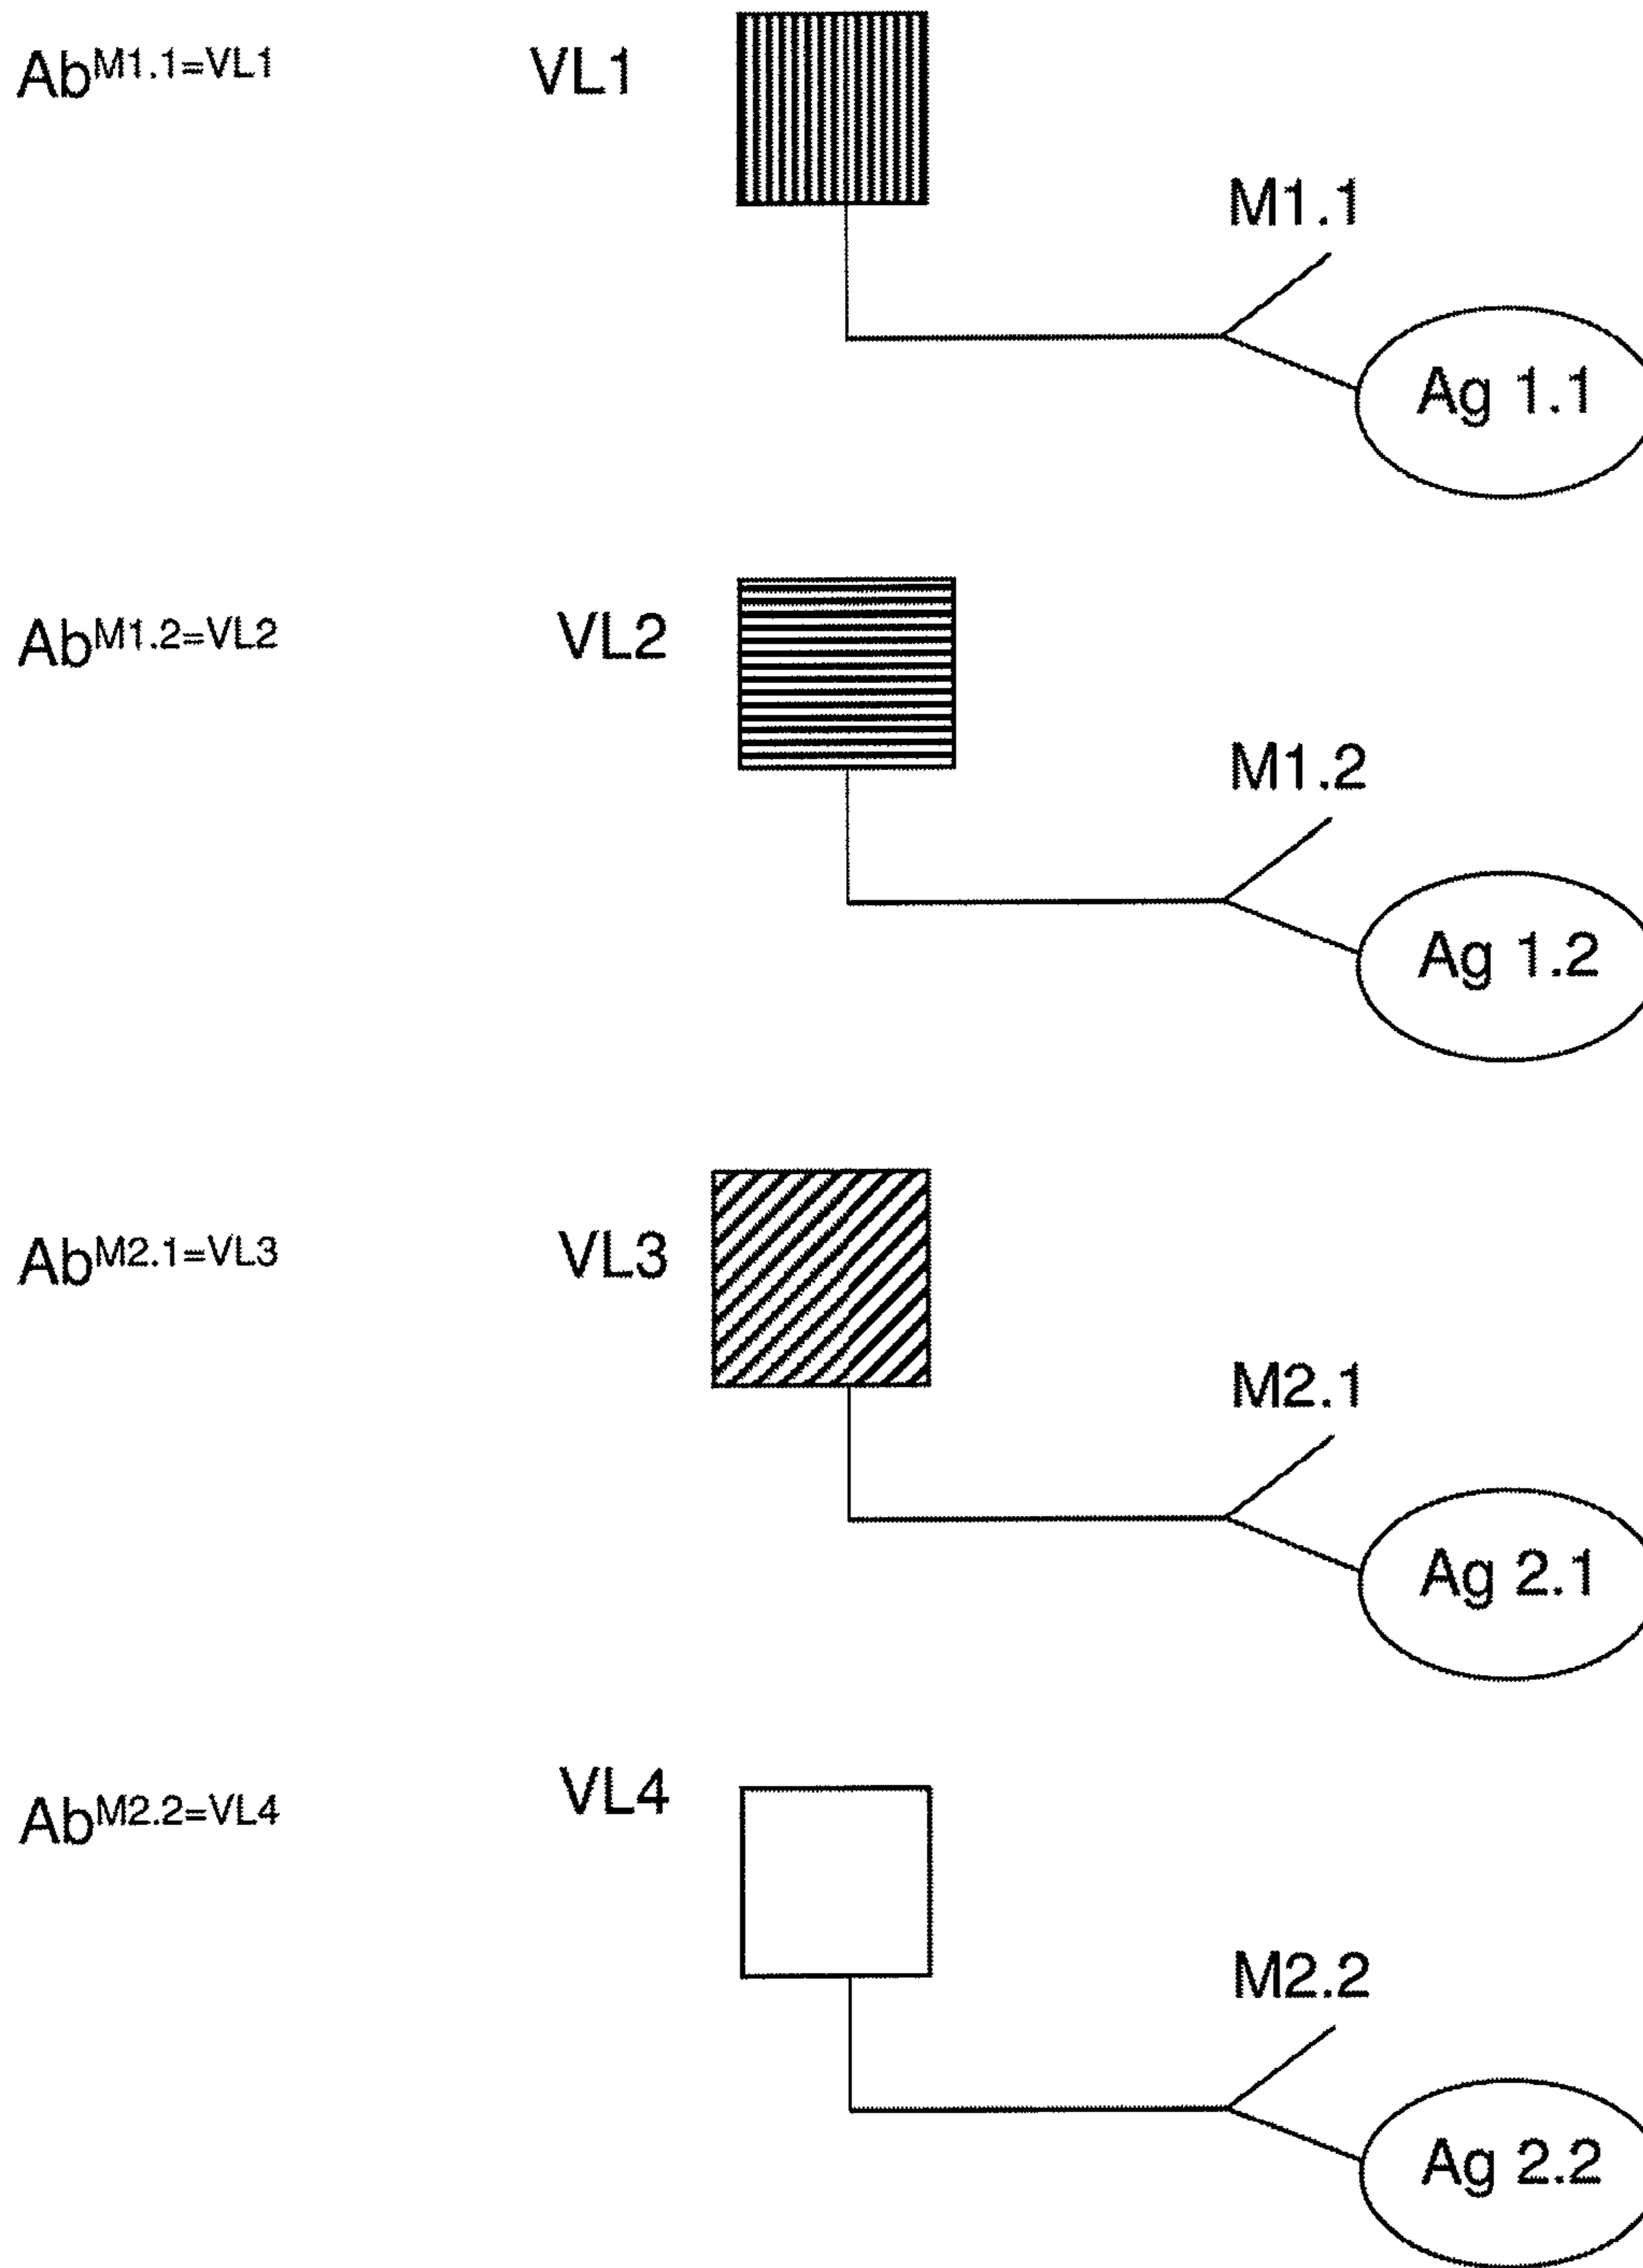 Ab^M1.1=VL1 VL1
M1.1
Ag 1.1
Ab^M1.2=VL2 VL2
M1.2
Ag 1.2
Ab^M2.1=VL3 VL3
M2.1
Ag 2.1
Ab^M2.2=VL4 VL4
M2.2
Ag 2.2